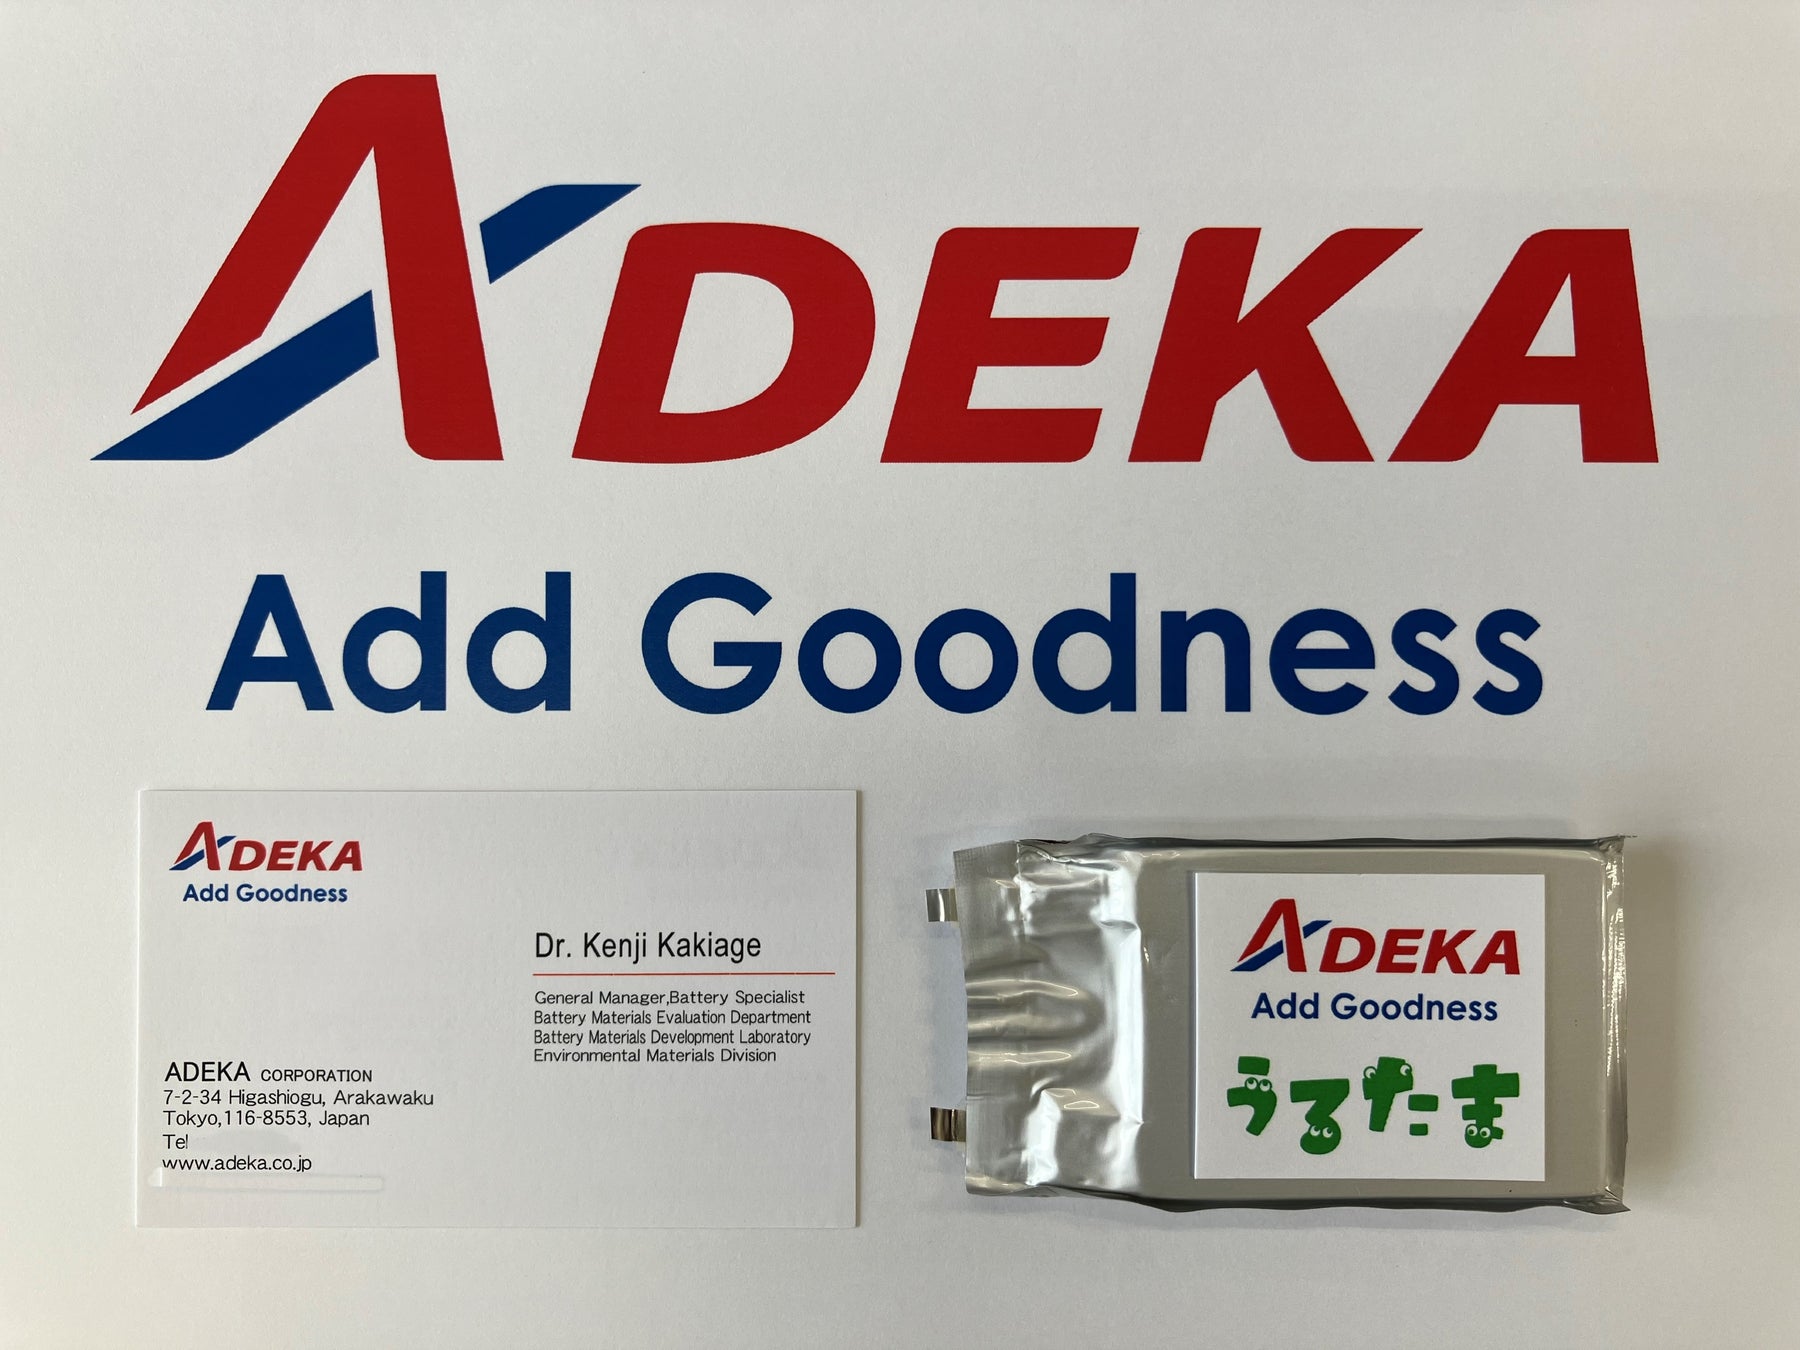 ADEKA
Add Goodness
ADEKA
Add Goodness
Dr. Kenji Kakiage
General Manager,Battery Specialist
Battery Materials Evaluation Department
Battery Materials Development Laboratory
Environmental Materials Division
ADEKA CORPORATION
7-2-34 Higashiogu, Arakawaku
Tokyo,116-8553, Japan
Tel
www.adeka.co.jp
ADEKA
Add Goodness
うるたま